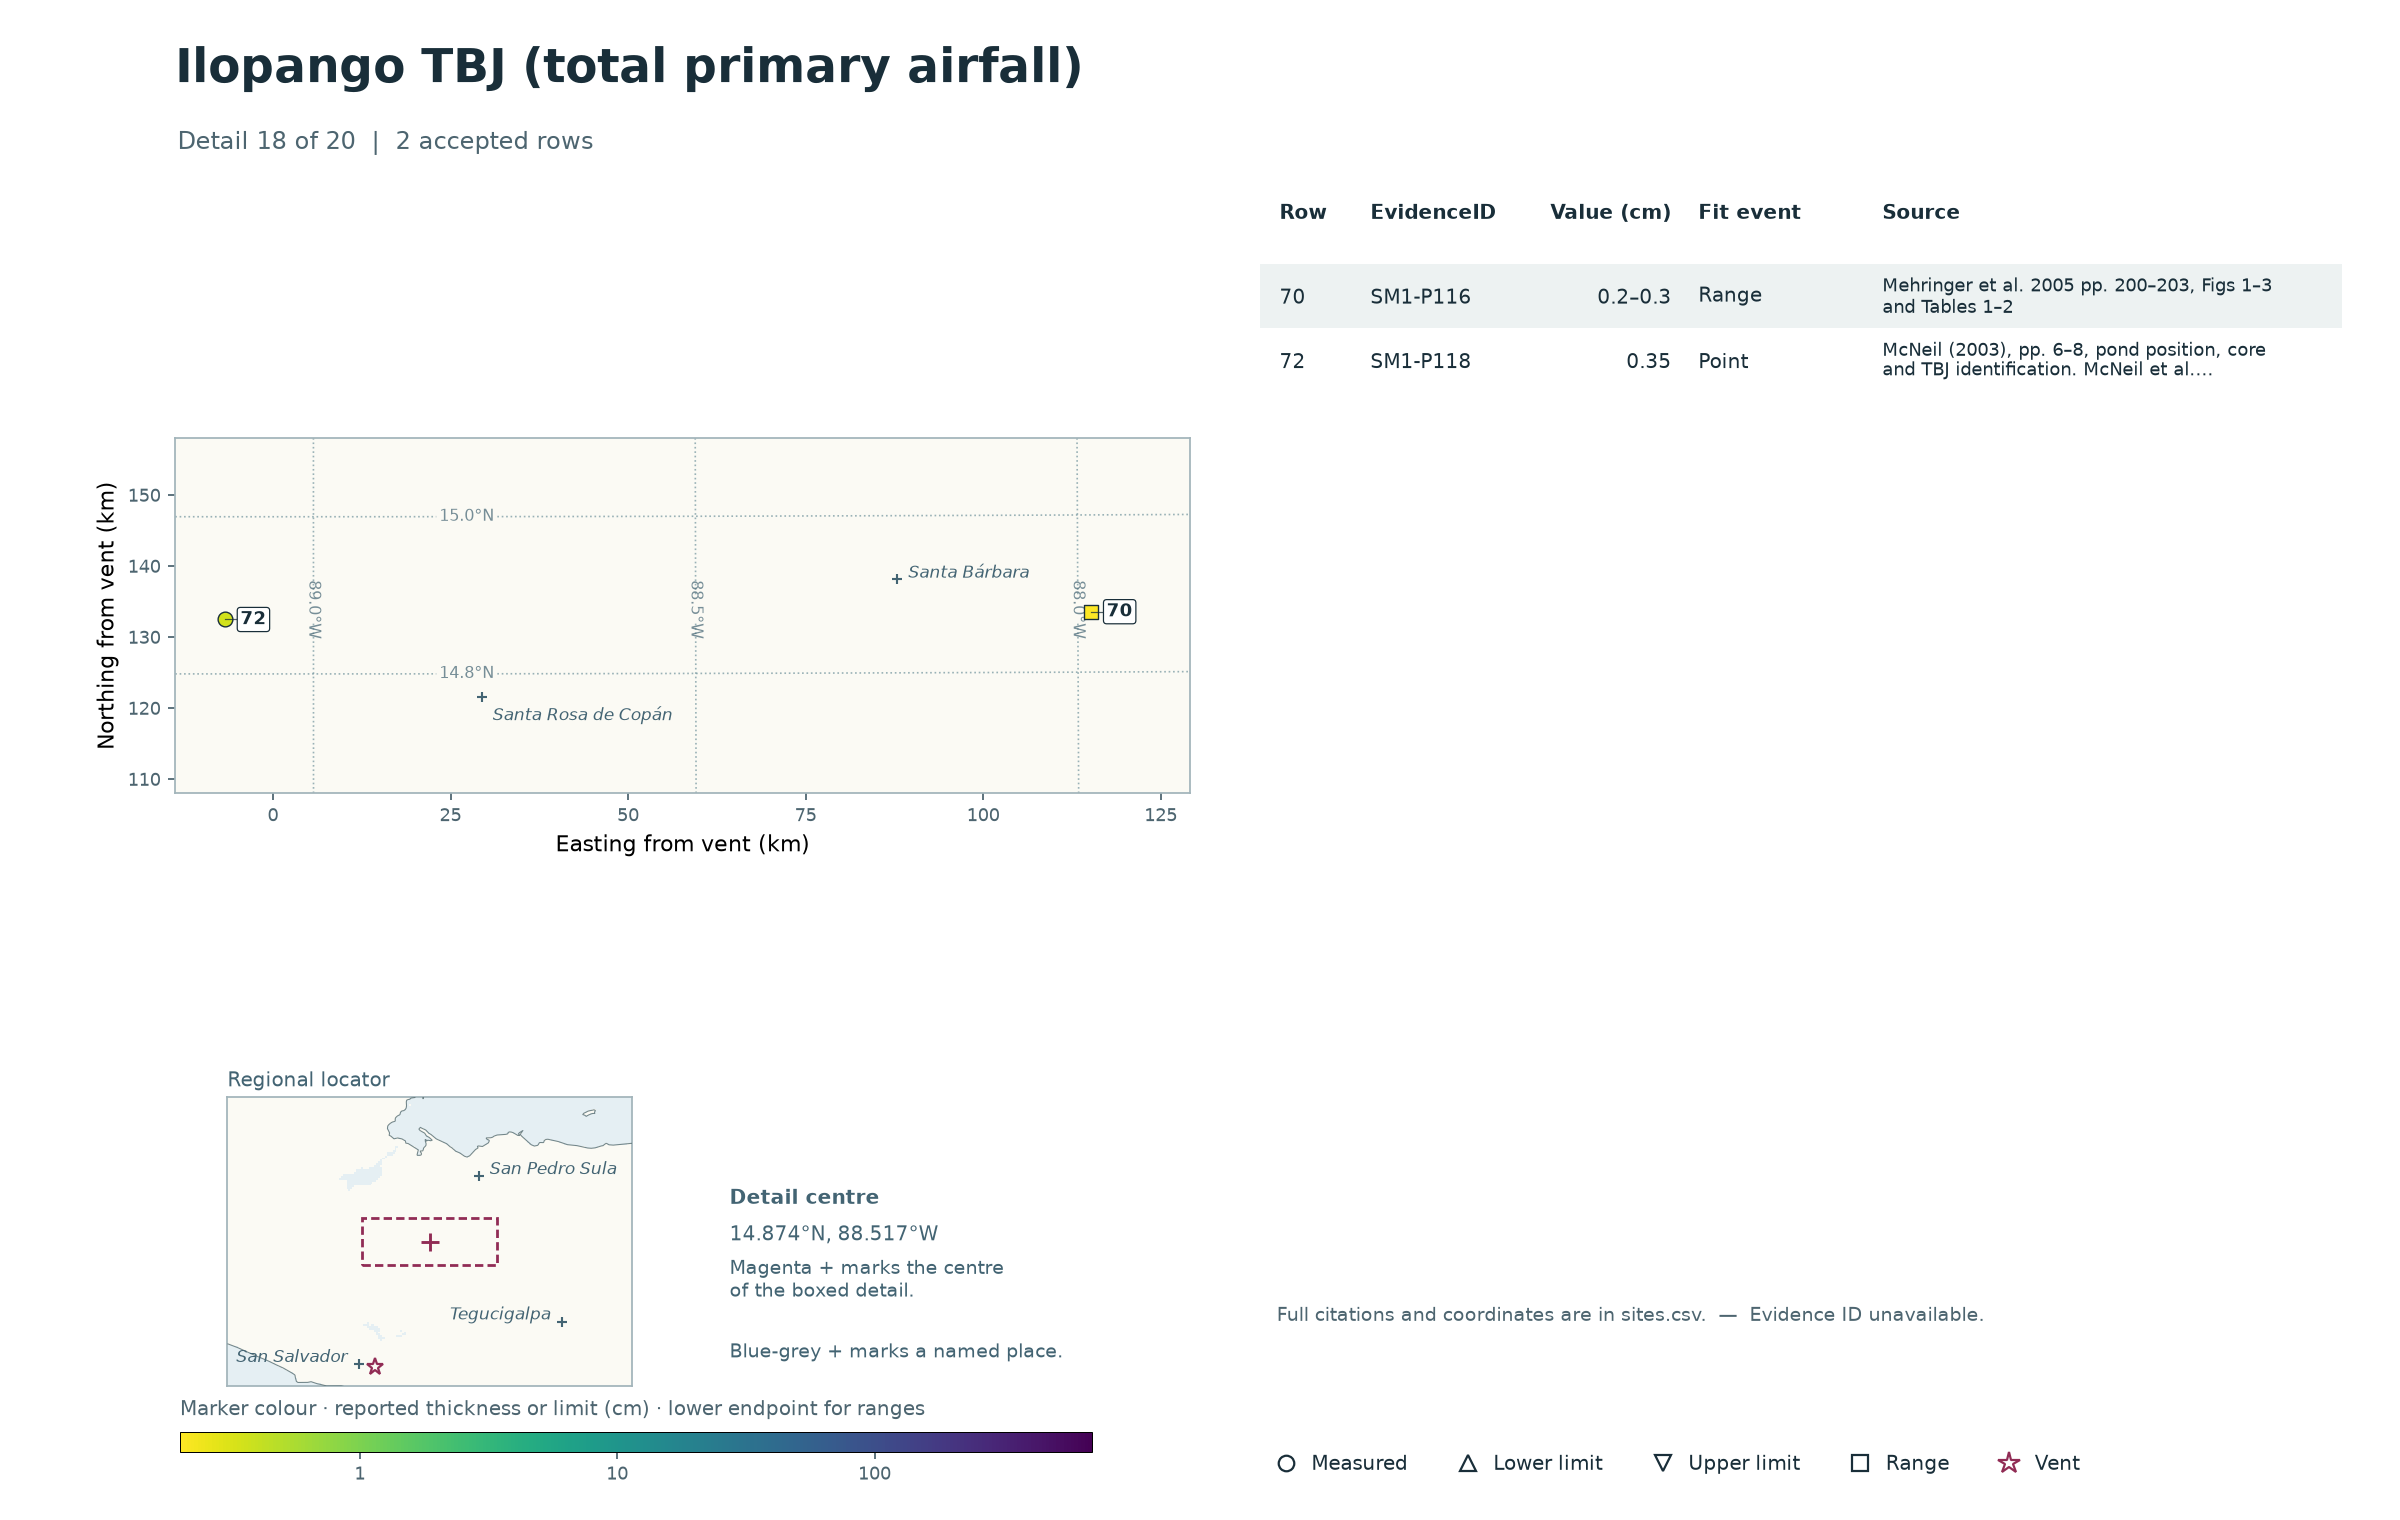 Ilopango TBJ (total primary airfall)
Detail 18 of 20 | 2 accepted rows
Row EvidenceID Value (cm) Fit event Source
70 SM1-P116 0.2–0.3 Range Mehringer et al. 2005 pp. 200–203, Figs 1–3
and Tables 1–2
72 SM1-P118 0.35 Point McNeil (2003), pp. 6–8, pond position, core
and TBJ identification. McNeil et al....
Northing from vent (km)
150
140
130
120
110
15.0°N
14.8°N
89.0°W
88.5°W
88.0°W
Santa Bárbara
72
70
Santa Rosa de Copán
0 25 50 75 100 125
Easting from vent (km)
Regional locator
San Pedro Sula
Tegucigalpa
San Salvador
Detail centre
14.874°N, 88.517°W
Magenta + marks the centre
of the boxed detail.
Blue-grey + marks a named place.
Full citations and coordinates are in sites.csv. — Evidence ID unavailable.
Marker colour · reported thickness or limit (cm) · lower endpoint for ranges
1 10 100
Measured Lower limit Upper limit Range Vent